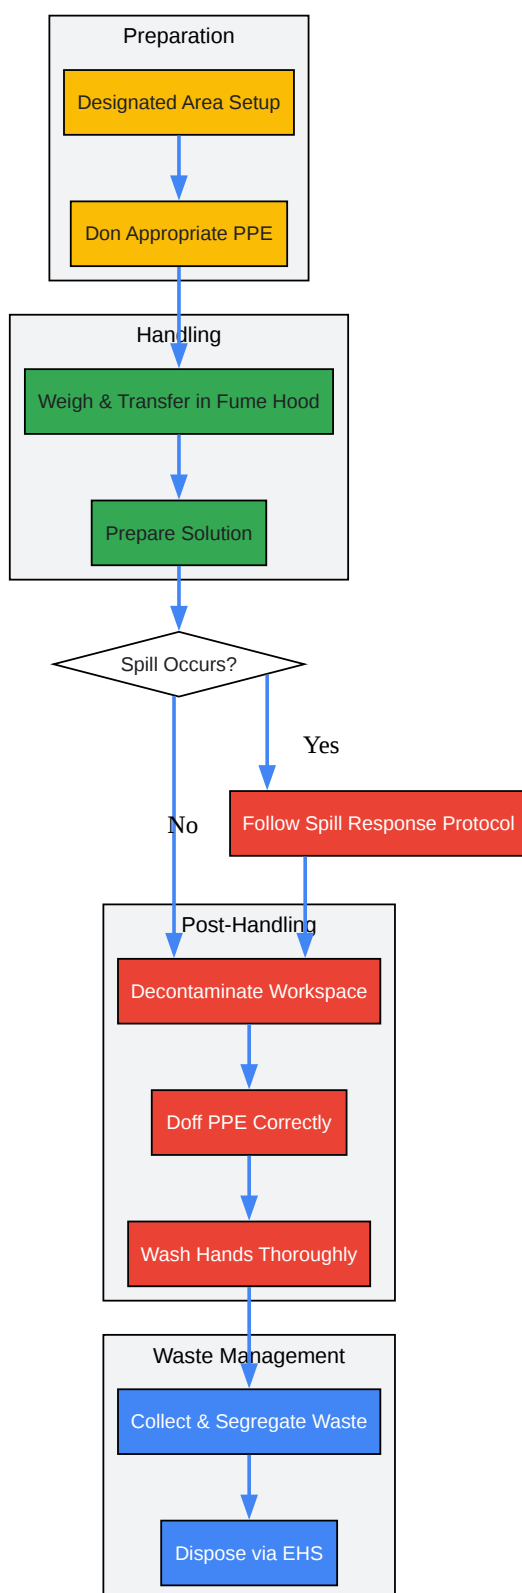 Preparation
Designated Area Setup
Don Appropriate PPE
Handling
Weigh & Transfer in Fume Hood
Prepare Solution
Spill Occurs?
Yes
No
Follow Spill Response Protocol
Post-Handling
Decontaminate Workspace
Doff PPE Correctly
Wash Hands Thoroughly
Waste Management
Collect & Segregate Waste
Dispose via EHS